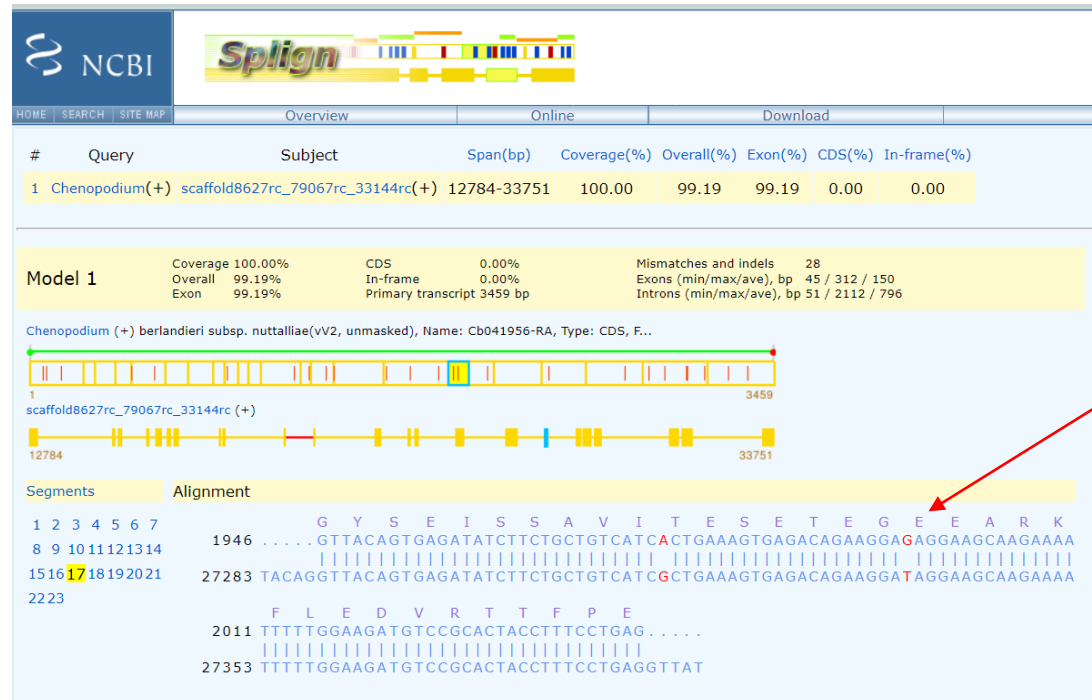 NCBI
Splign
HOME SEARCH SITE MAP Overview Online Download
# Query Subject Span(bp) Coverage(%) Overall(%) Exon(%) CDS(%) In-frame(%)
1 Chenopodium(+) scaffold8627rc_79067rc_33144rc(+) 12784-33751 100.00 99.19 99.19 0.00 0.00
Model 1
Coverage 100.00% CDS 0.00% Mismatches and indels 28
Overall 99.19% In-frame 0.00% Exons (min/max/ave), bp 45 / 312 / 150
Exon 99.19% Primary transcript 3459 bp Introns (min/max/ave), bp 51 / 2112 / 796
Chenopodium (+) berlandieri subsp. nuttalliae(vV2, unmasked), Name: Cb041956-RA, Type: CDS, F...
1 3459
scaffold8627rc_79067rc_33144rc (+)
12784 33751
Segments Alignment
1 2 3 4 5 6 7
8 9 10 11 12 13 14
15 16 17 18 19 20 21
22 23
G Y S E I S S A V I T E S E T E G E E A R K
1946 .....GTTACAGTGAGATATCTTCTGCTGTCATCACTGAAAGTGAGACAGAAGGAGAGGAAGCAAGAAAA
27283 TACAGGTTACAGTGAGATATCTTCTGCTGTCATCGCTGAAAGTGAGACAGAAGGATAGGAAGCAAGAAAA
F L E D V R T T F P E
2011 TTTTTGGAAGATGTCCGCACTACCTTTCCTGAG.....
27353 TTTTTGGAAGATGTCCGCACTACCTTTCCTGAGGTTAT